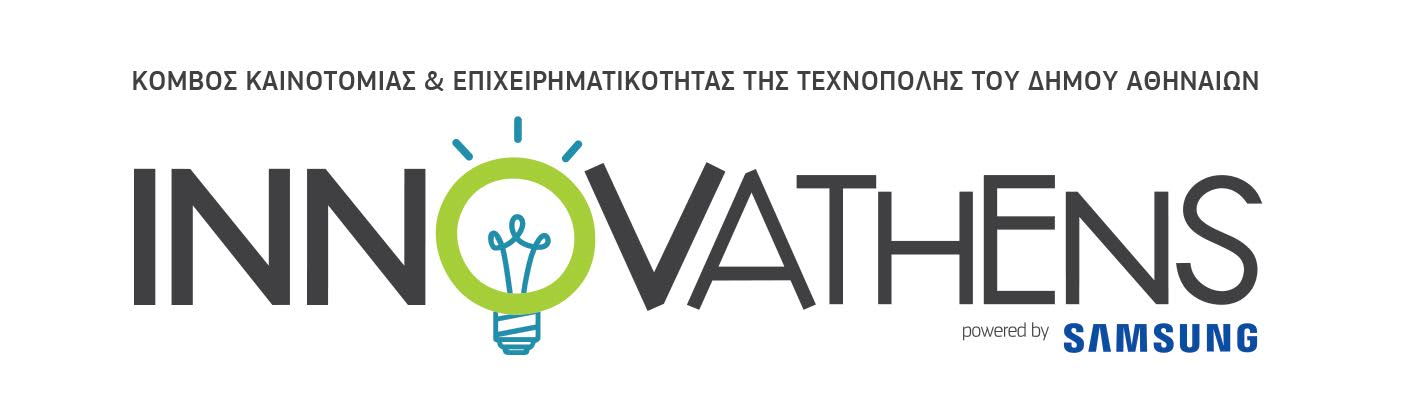 ΚΟΜΒΟΣ ΚΑΙΝΟΤΟΜΙΑΣ & ΕΠΙΧΕΙΡΗΜΑΤΙΚΟΤΗΤΑΣ ΤΗΣ ΤΕΧΝΟΠΟΛΗΣ ΤΟΥ ΔΗΜΟΥ ΑΘΗΝΑΙΩΝ
INNOVATHENS
powered by SAMSUNG